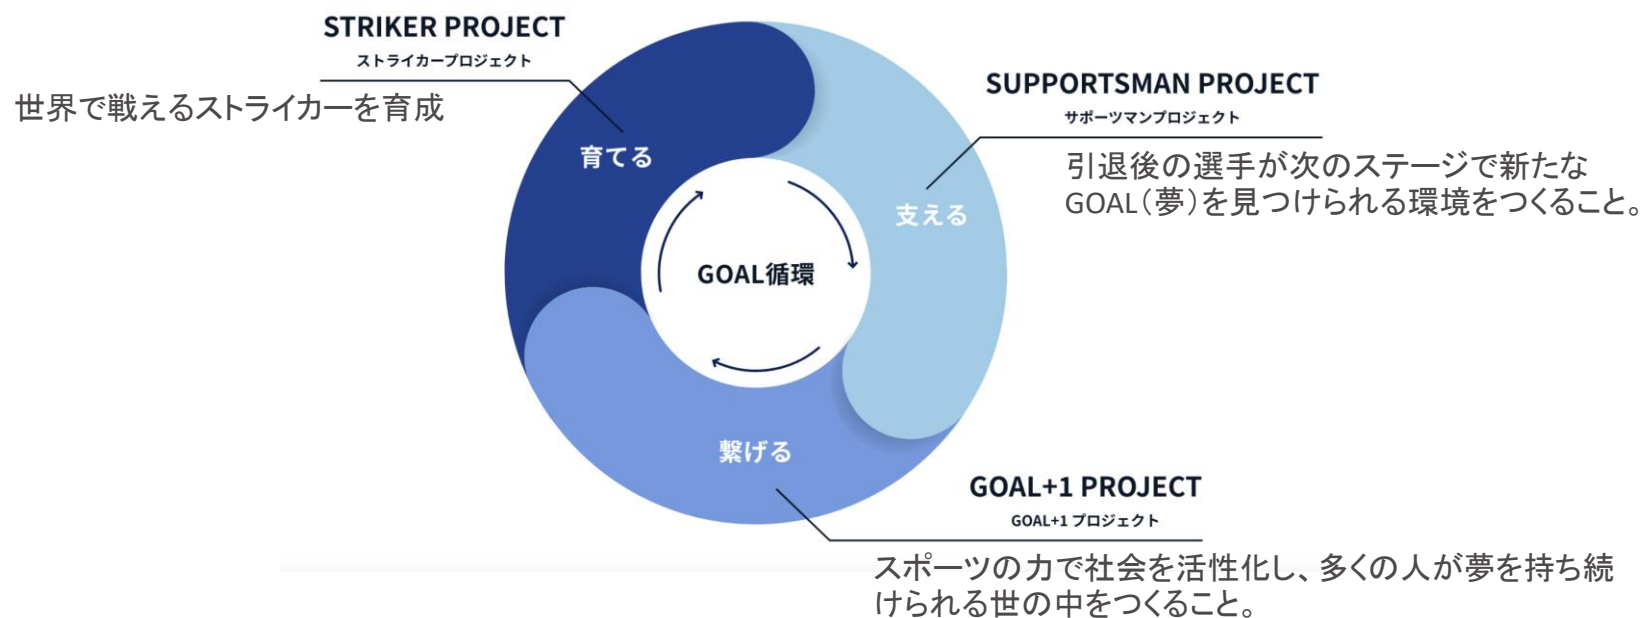 STRIKER PROJECT
ストライカープロジェクト
世界で戦えるストライカーを育成
育てる
SUPPORTSMAN PROJECT
サポーツマンプロジェクト
引退後の選手が次のステージで新たな
GOAL(夢)を見つけられる環境をつくること。
支える
GOAL循環
繋げる
GOAL+1 PROJECT
GOAL+1 プロジェクト
スポーツの力で社会を活性化し、多くの人が夢を持ち続
けられる世の中をつくること。